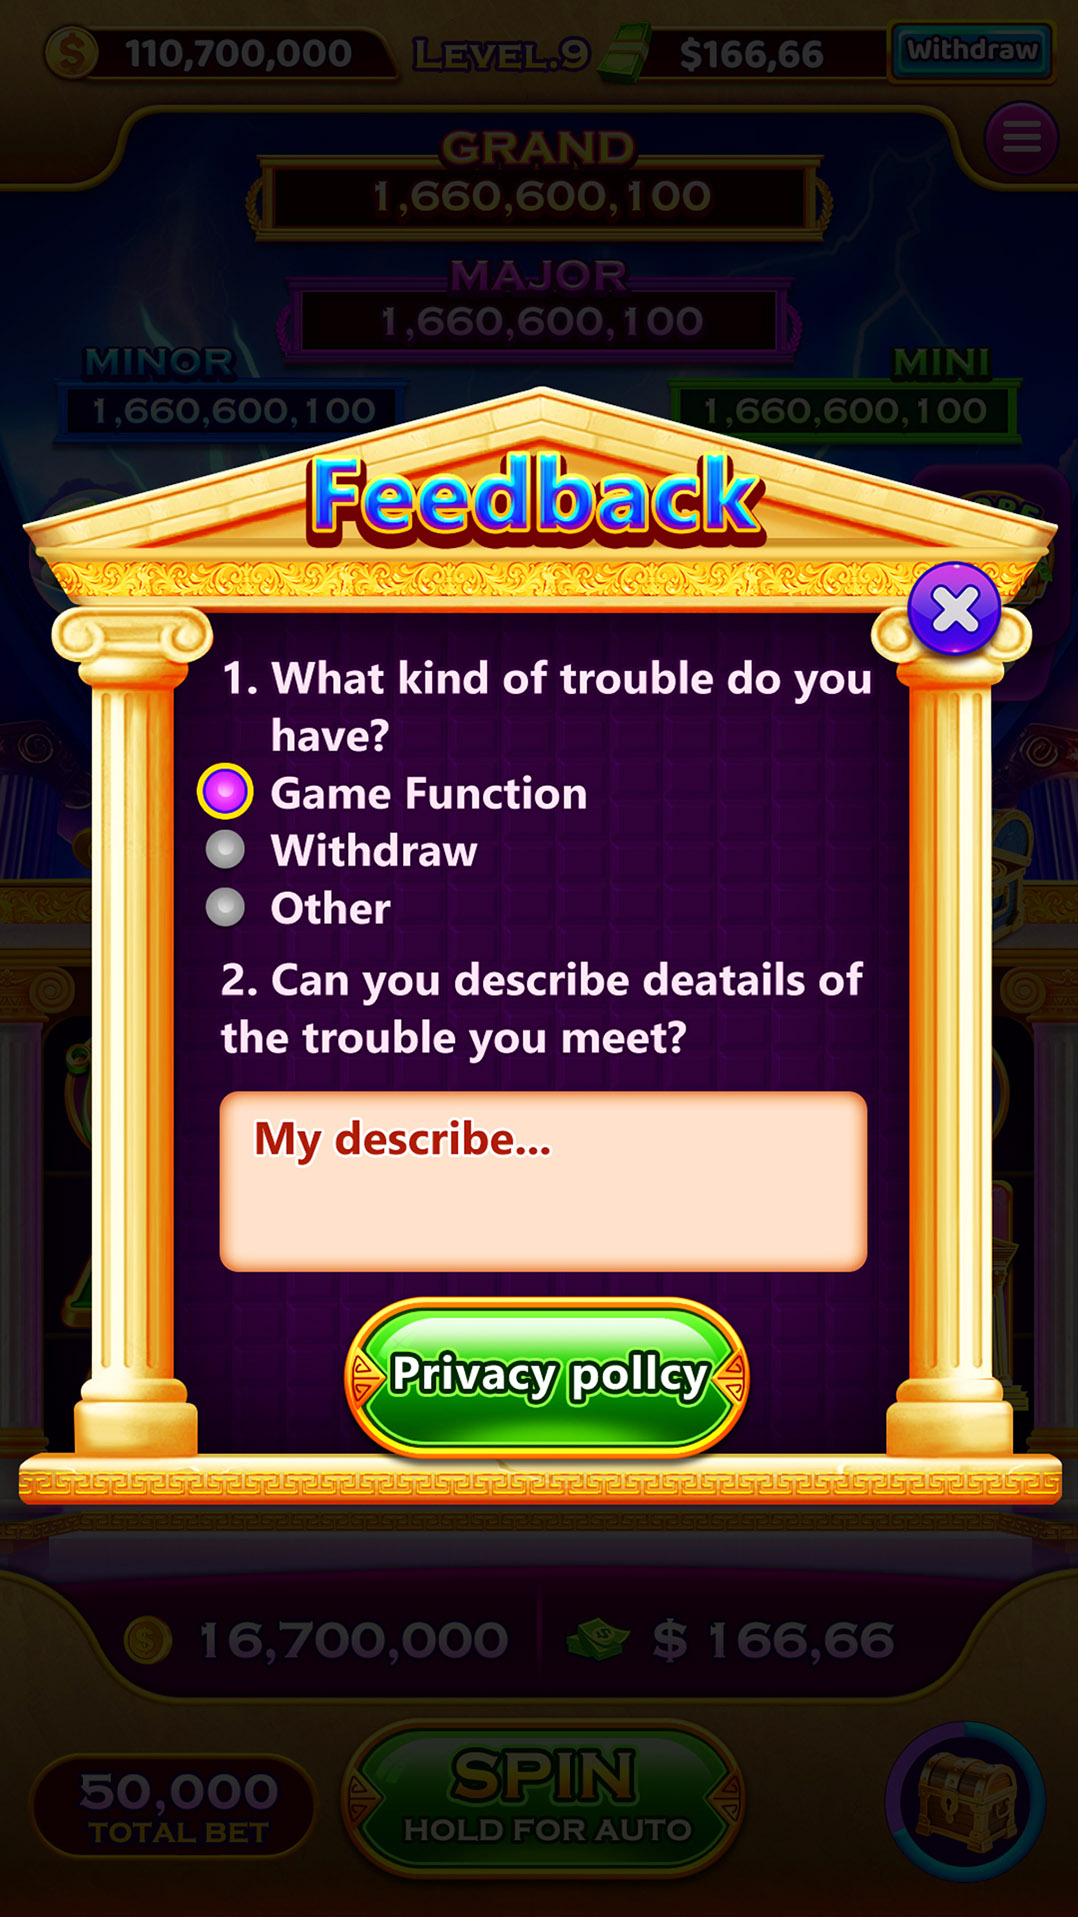 110,700,000
LEVEL.9
$166,66
Withdraw
GRAND
1,660,600,100
MAJOR
1,660,600,100
MINOR
1,660,600,100
MINI
1,660,600,100
Feedback
1. What kind of trouble do you
have?
Game Function
Withdraw
Other
2. Can you describe deatails of
the trouble you meet?
My describe...
Privacy pollcy
16,700,000
$ 166,66
50,000
TOTAL BET
SPIN
HOLD FOR AUTO